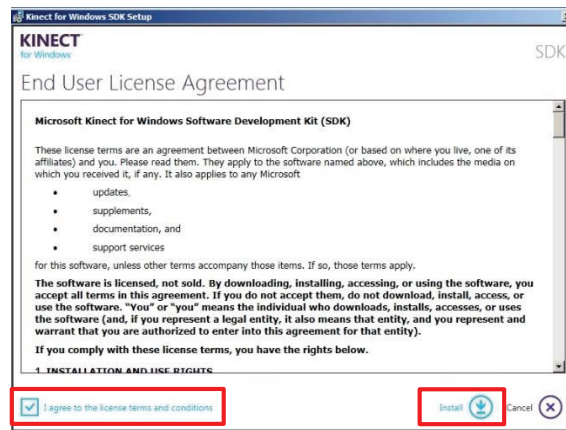 Kinect for Windows SDK Setup
KINECT
for Windows
SDK
End User License Agreement
Microsoft Kinect for Windows Software Development Kit (SDK)
These license terms are an agreement between Microsoft Corporation (or based on where you live, one of its
affiliates) and you. Please read them. They apply to the software named above, which includes the media on
which you received it, if any. It also applies to any Microsoft
• updates,
• supplements,
• documentation, and
• support services
for this software, unless other terms accompany those items. If so, those terms apply.
The software is licensed, not sold. By downloading, installing, accessing, or using the software, you
accept all terms in this agreement. If you do not accept them, do not download, install, access, or
use the software. “You” or “you” means the individual who downloads, installs, accesses, or uses
the software (and, if you represent a legal entity, it also means that entity, and you represent and
warrant that you are authorized to enter into this agreement for that entity).
If you comply with these license terms, you have the rights below.
1. INSTALLATION AND USE RIGHTS
I agree to the license terms and conditions
Install
Cancel